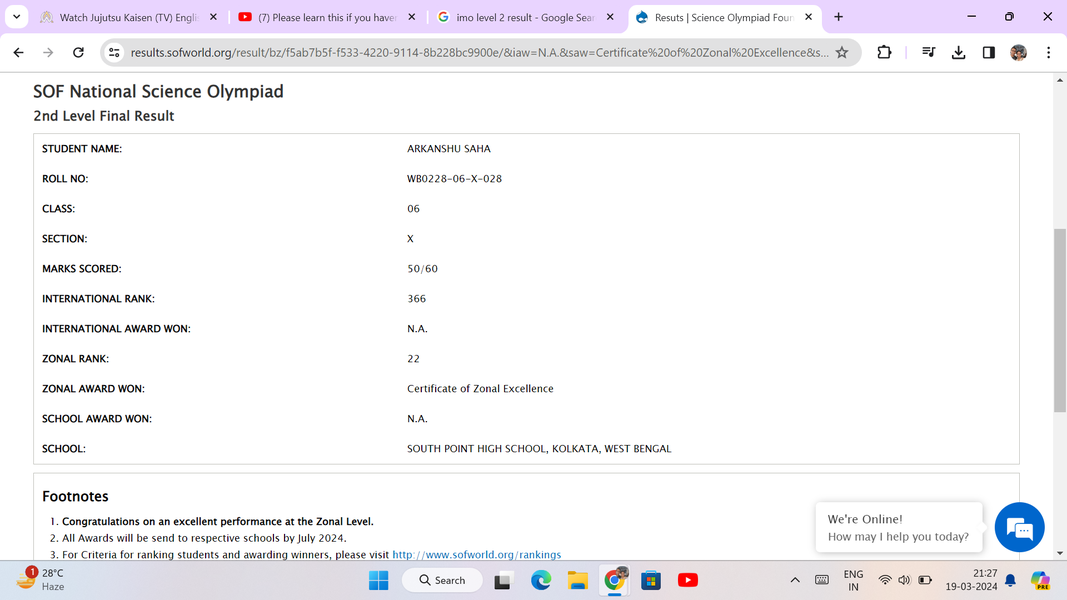 Watch Jujutsu Kaisen (TV) Engli
(7) Please learn this if you have
imo level 2 result - Google Sear
Resuts | Science Olympiad Foun
results.sofworld.org/result/bz/f5ab7b5f-f533-4220-9114-8b228bc9900e/&iaw=N.A.&saw=Certificate%20of%20Zonal%20Excellence&s...
SOF National Science Olympiad
2nd Level Final Result
STUDENT NAME: ARKANSHU SAHA
ROLL NO: WB0228-06-X-028
CLASS: 06
SECTION: X
MARKS SCORED: 50/60
INTERNATIONAL RANK: 366
INTERNATIONAL AWARD WON: N.A.
ZONAL RANK: 22
ZONAL AWARD WON: Certificate of Zonal Excellence
SCHOOL AWARD WON: N.A.
SCHOOL: SOUTH POINT HIGH SCHOOL, KOLKATA, WEST BENGAL
Footnotes
1. Congratulations on an excellent performance at the Zonal Level.
2. All Awards will be send to respective schools by July 2024.
3. For Criteria for ranking students and awarding winners, please visit http://www.sofworld.org/rankings
We're Online!
How may I help you today?
1
28°C
Haze
Search
ENG
IN
21:27
19-03-2024
PRE